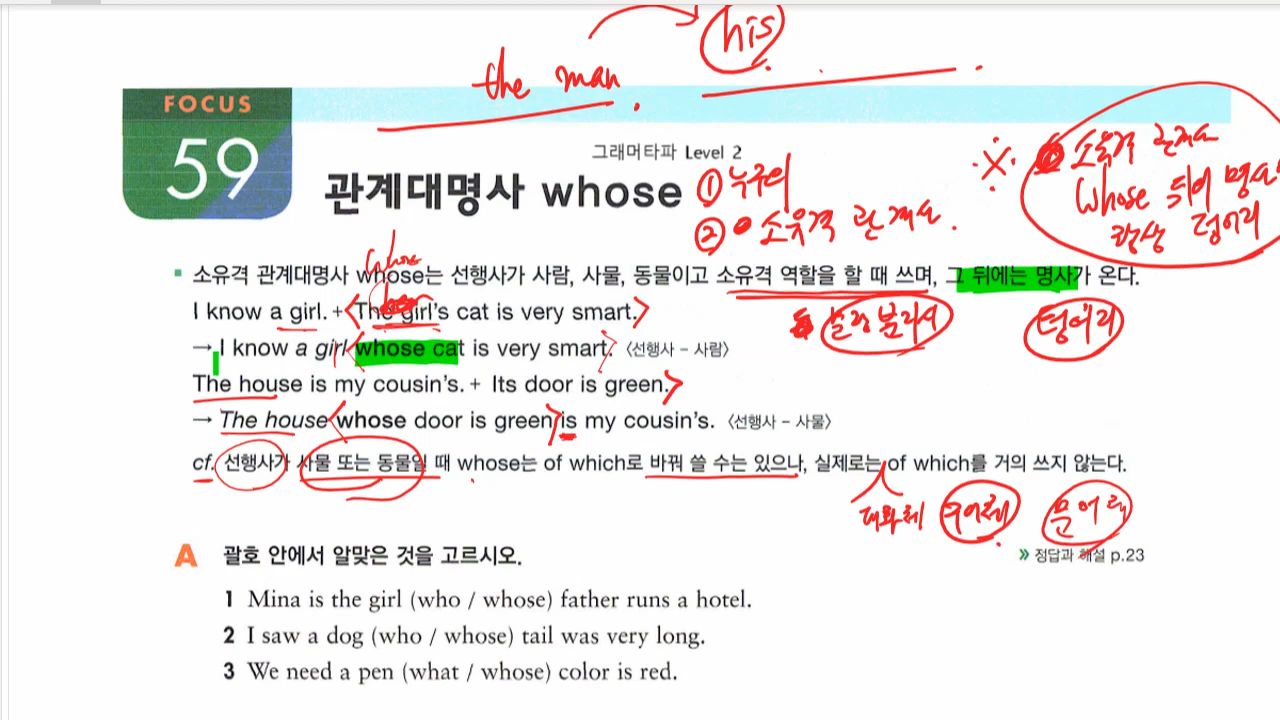 his
the man
FOCUS
59
그래머타파 Level 2
관계대명사 whose
① 누구의
② 소유격 관계사.
※ 소유격 관계사
Whose 뒤에 명사
항상 덩어리
whose
소유격 관계대명사 whose는 선행사가 사람, 사물, 동물이고 소유격 역할을 할 때 쓰며, 그 뒤에는 명사가 온다.
I know a girl. + The girl's cat is very smart.
덩어리
→ I know a girl whose cat is very smart. 〈선행사 – 사람〉
The house is my cousin's. + Its door is green.
→ The house whose door is green is my cousin's. 〈선행사 – 사물〉
cf. 선행사가 사물 또는 동물일 때 whose는 of which로 바꿔 쓸 수는 있으나, 실제로는 of which를 거의 쓰지 않는다.
대화체 구어체 문어체
» 정답과 해설 p.23
A 괄호 안에서 알맞은 것을 고르시오.
1 Mina is the girl (who / whose) father runs a hotel.
2 I saw a dog (who / whose) tail was very long.
3 We need a pen (what / whose) color is red.